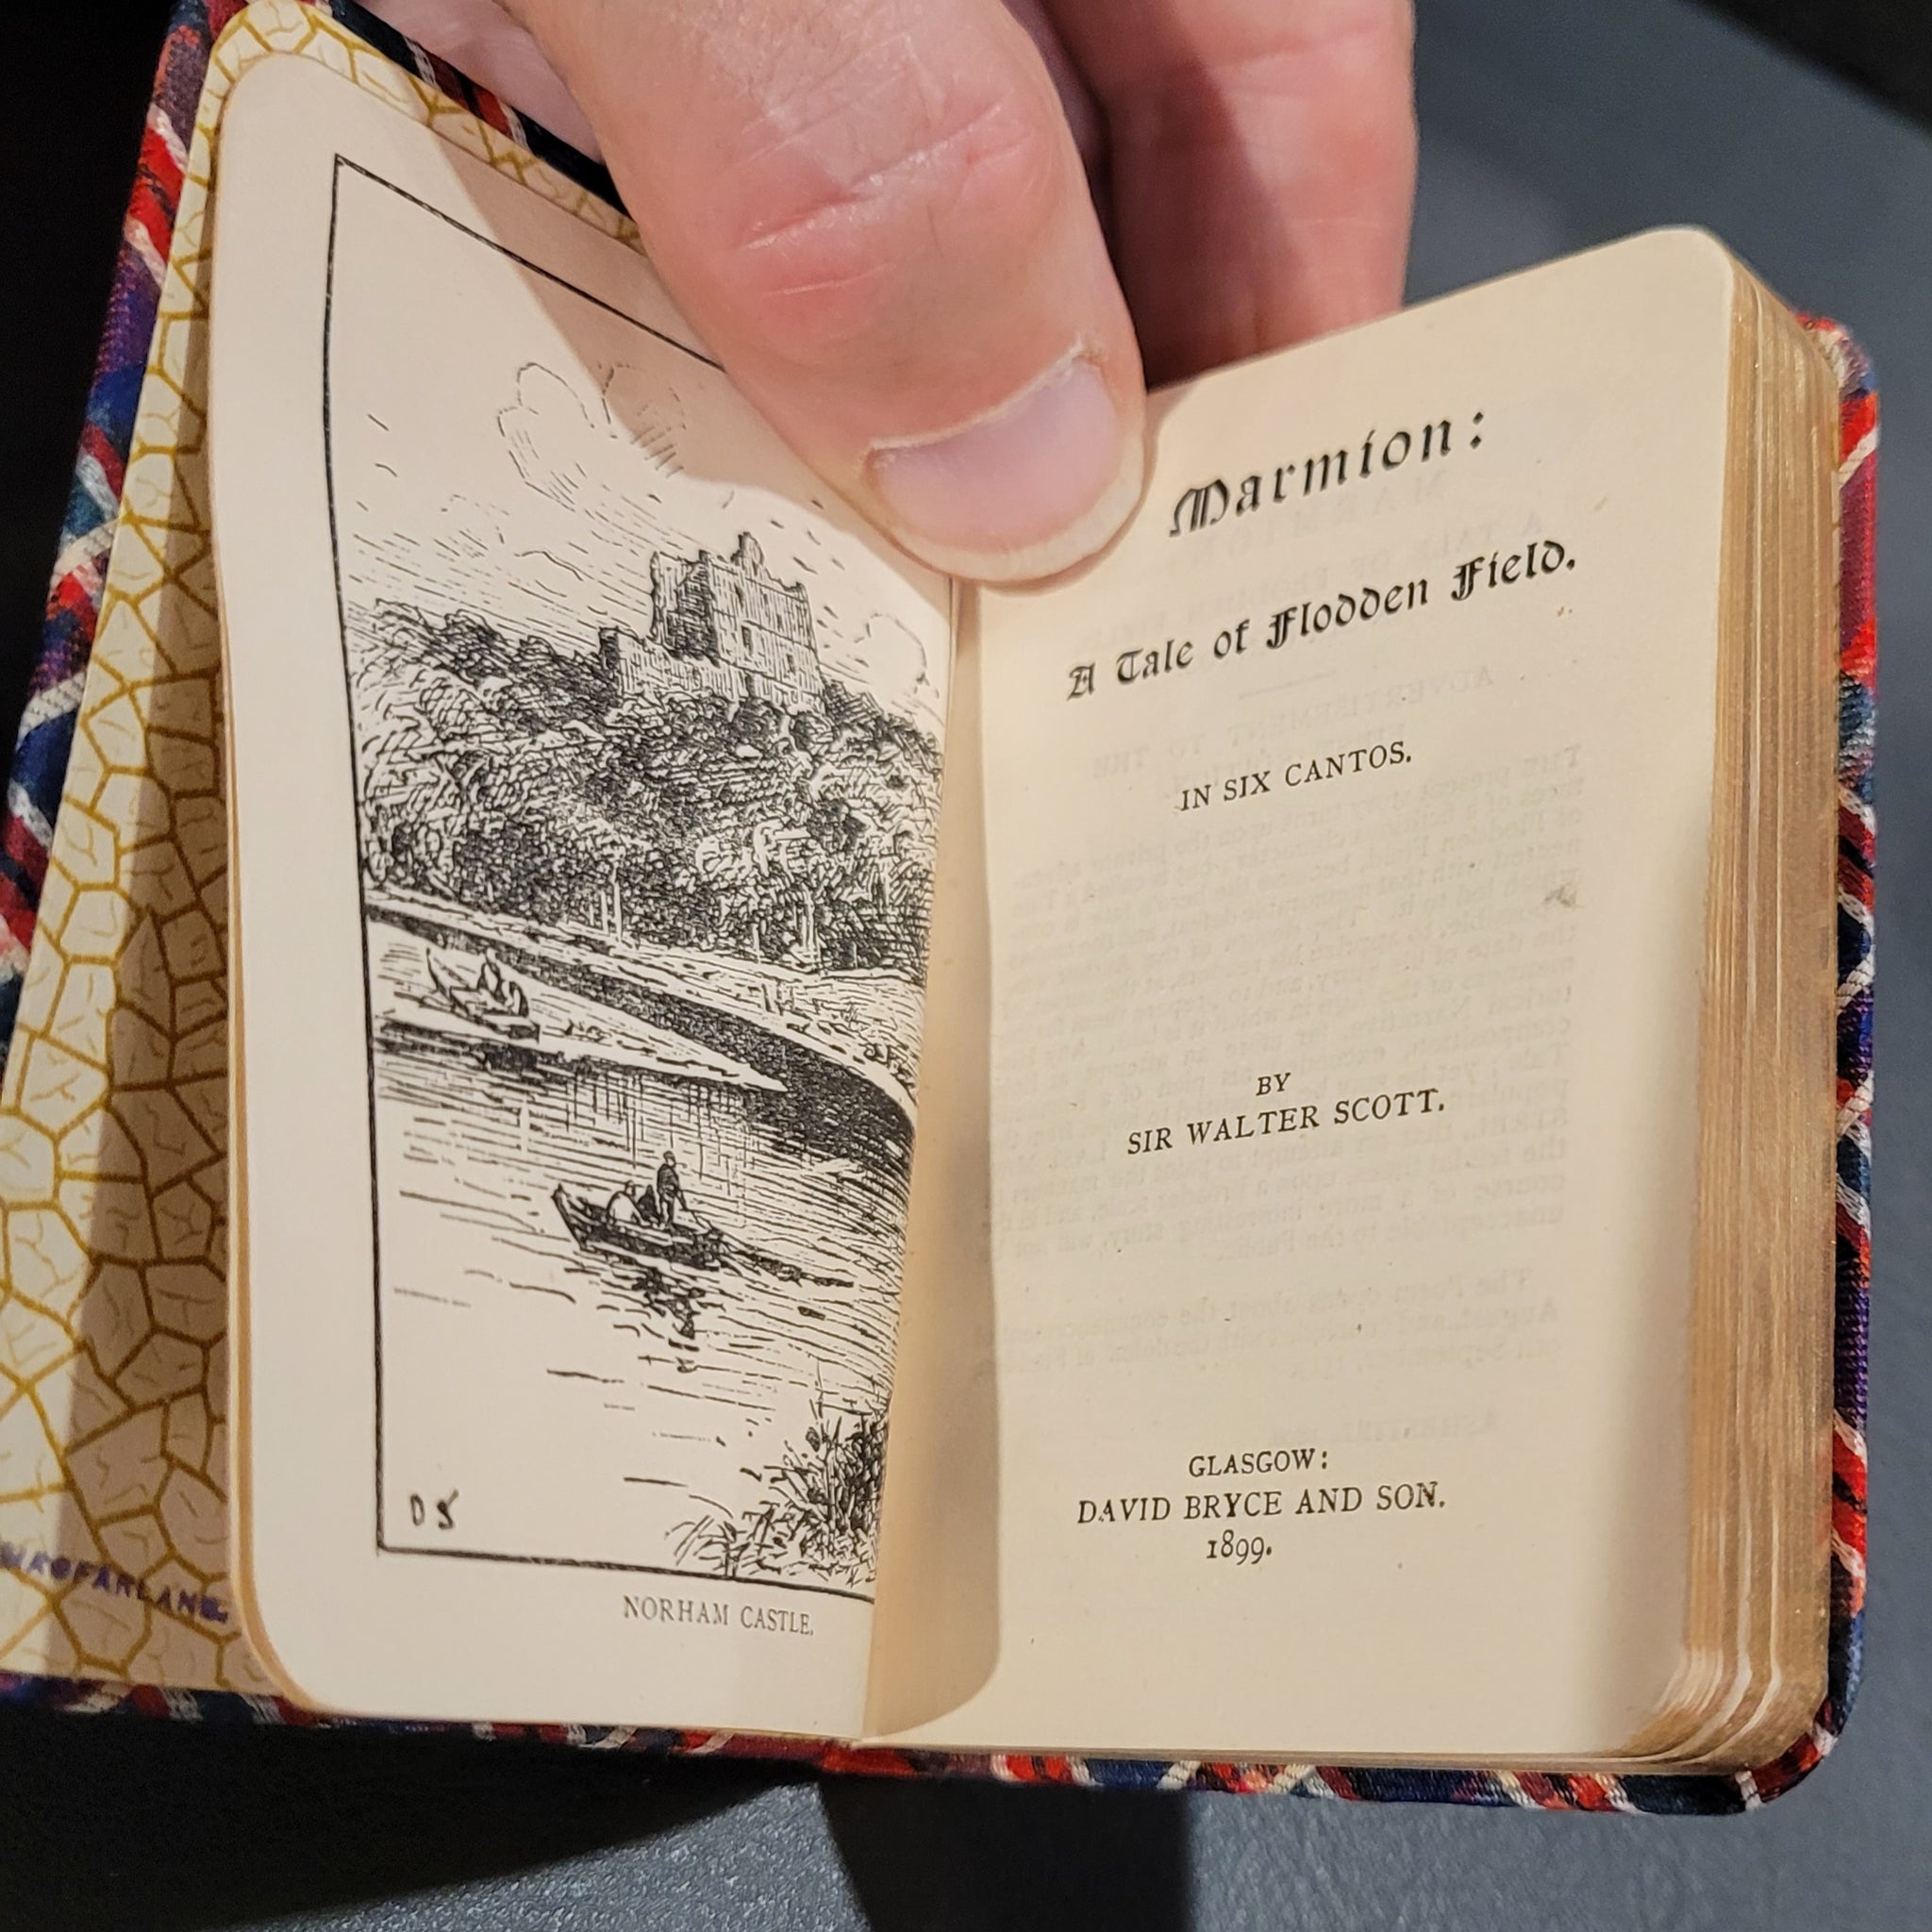 MACFARLANE.
D S
NORHAM CASTLE.
Marmion:
A Tale of Flodden Field.
IN SIX CANTOS.
BY
SIR WALTER SCOTT.
GLASGOW:
DAVID BRYCE AND SON.
1899.